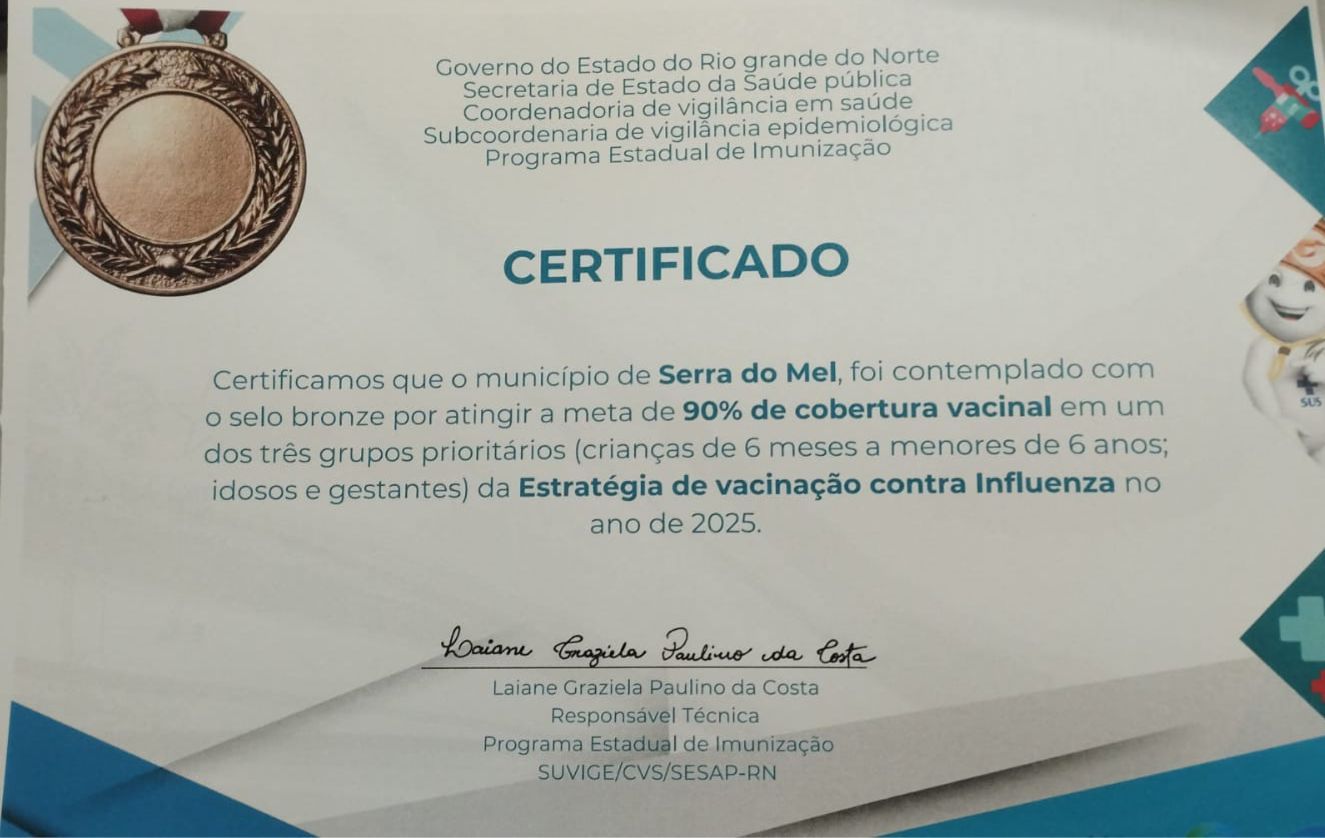 Governo do Estado do Rio grande do Norte
Secretaria de Estado da Saúde pública
Coordenadoria de vigilância em saúde
Subcoordenaria de vigilância epidemiológica
Programa Estadual de Imunização
CERTIFICADO
Certificamos que o município de Serra do Mel, foi contemplado com
o selo bronze por atingir a meta de 90% de cobertura vacinal em um
dos três grupos prioritários (crianças de 6 meses a menores de 6 anos;
idosos e gestantes) da Estratégia de vacinação contra Influenza no
ano de 2025.
SUS
Laiane Graziela Paulino da Costa
Laiane Graziela Paulino da Costa
Responsável Técnica
Programa Estadual de Imunização
SUVIGE/CVS/SESAP-RN